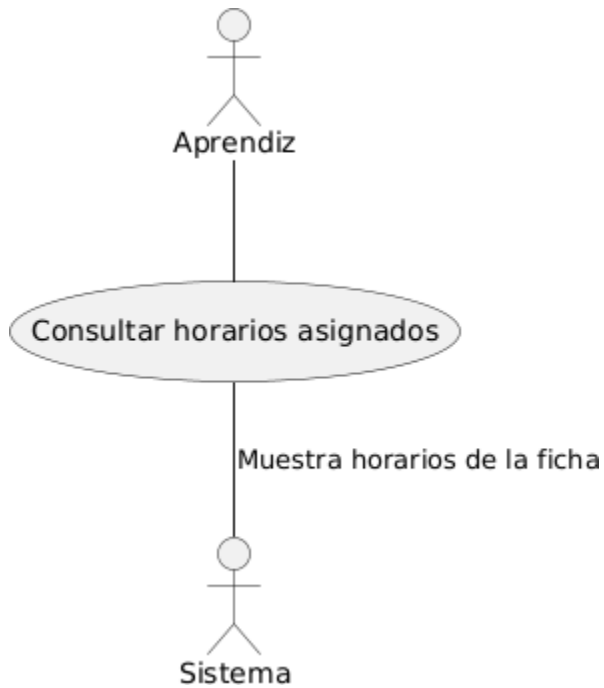 Aprendiz
Consultar horarios asignados
Muestra horarios de la ficha
Sistema